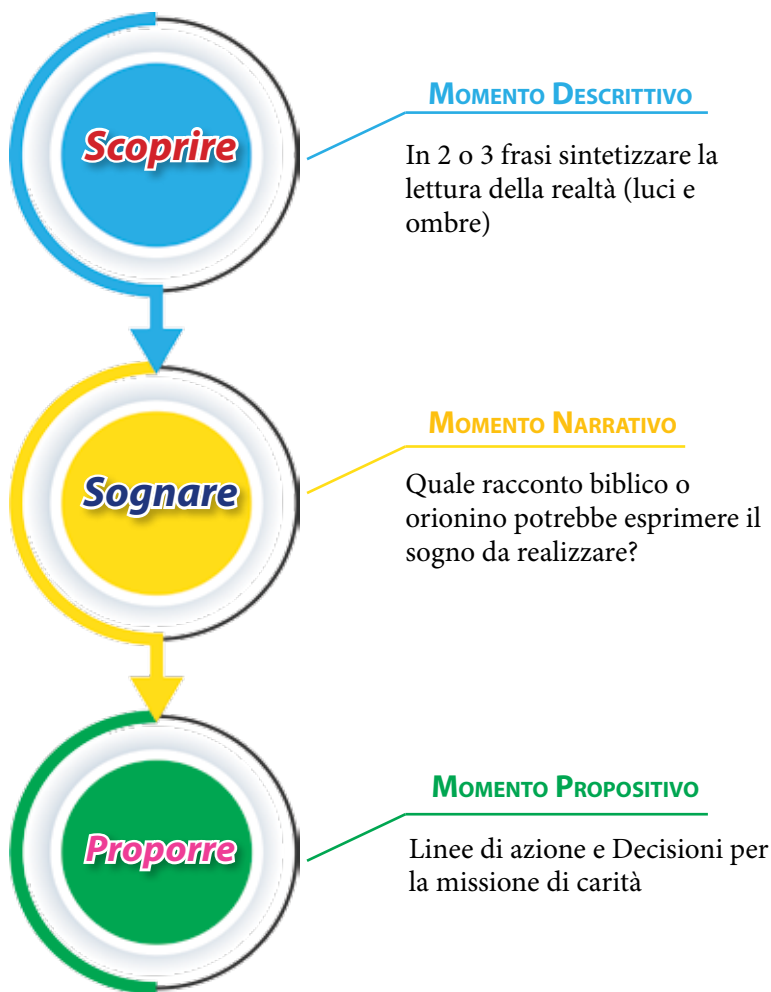 Scoprire
MOMENTO DESCRITTIVO
In 2 o 3 frasi sintetizzare la
lettura della realtà (luci e
ombre)
Sognare
MOMENTO NARRATIVO
Quale racconto biblico o
orionino potrebbe esprimere il
sogno da realizzare?
Proporre
MOMENTO PROPOSITIVO
Linee di azione e Decisioni per
la missione di carità